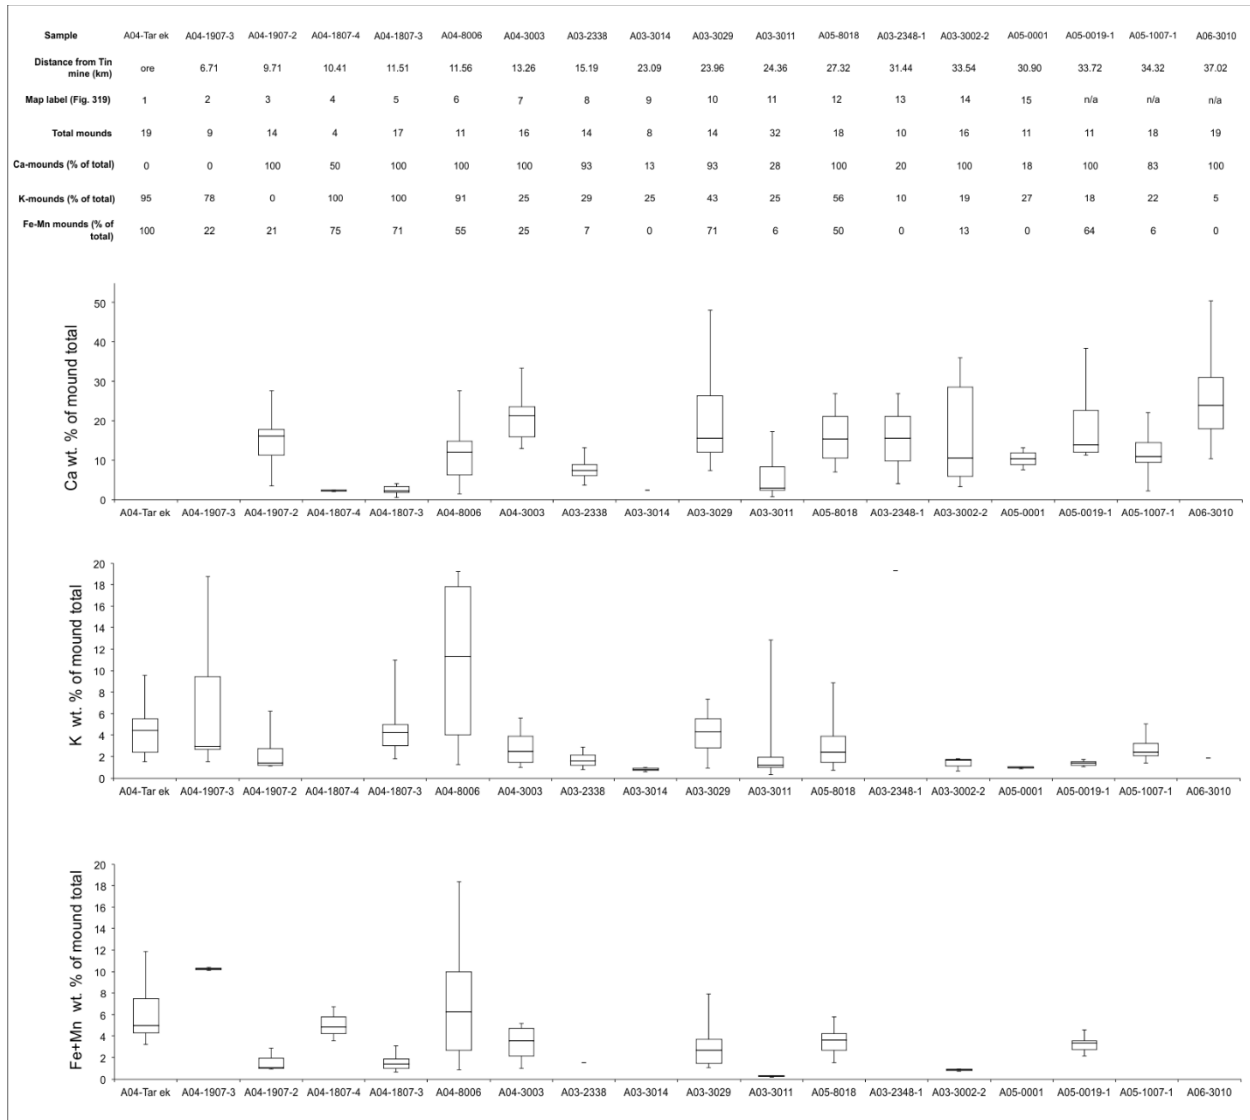 Sample A04-Tar ek A04-1907-3 A04-1907-2 A04-1807-4 A04-1807-3 A04-8006 A04-3003 A03-2338 A03-3014 A03-3029 A03-3011 A05-8018 A03-2348-1 A03-3002-2 A05-0001 A05-0019-1 A05-1007-1 A06-3010
Distance from Tin
mine (km) ore 6.71 9.71 10.41 11.51 11.56 13.26 15.19 23.09 23.96 24.36 27.32 31.44 33.54 30.90 33.72 34.32 37.02
Map label (Fig. 319) 1 2 3 4 5 6 7 8 9 10 11 12 13 14 15 n/a n/a n/a
Total mounds 19 9 14 4 17 11 16 14 8 14 32 18 10 16 11 11 18 19
Ca-mounds (% of total) 0 0 100 50 100 100 100 93 13 93 28 100 20 100 18 100 83 100
K-mounds (% of total) 95 78 0 100 100 91 25 29 25 43 25 56 10 19 27 18 22 5
Fe-Mn mounds (% of
total) 100 22 21 75 71 55 25 7 0 71 6 50 0 13 0 64 6 0
Ca wt. % of mound total
50
40
30
20
10
0
A04-Tar ek A04-1907-3 A04-1907-2 A04-1807-4 A04-1807-3 A04-8006 A04-3003 A03-2338 A03-3014 A03-3029 A03-3011 A05-8018 A03-2348-1 A03-3002-2 A05-0001 A05-0019-1 A05-1007-1 A06-3010
K wt. % of mound total
20
18
16
14
12
10
8
6
4
2
0
A04-Tar ek A04-1907-3 A04-1907-2 A04-1807-4 A04-1807-3 A04-8006 A04-3003 A03-2338 A03-3014 A03-3029 A03-3011 A05-8018 A03-2348-1 A03-3002-2 A05-0001 A05-0019-1 A05-1007-1 A06-3010
Fe+Mn wt. % of mound total
20
18
16
14
12
10
8
6
4
2
0
A04-Tar ek A04-1907-3 A04-1907-2 A04-1807-4 A04-1807-3 A04-8006 A04-3003 A03-2338 A03-3014 A03-3029 A03-3011 A05-8018 A03-2348-1 A03-3002-2 A05-0001 A05-0019-1 A05-1007-1 A06-3010